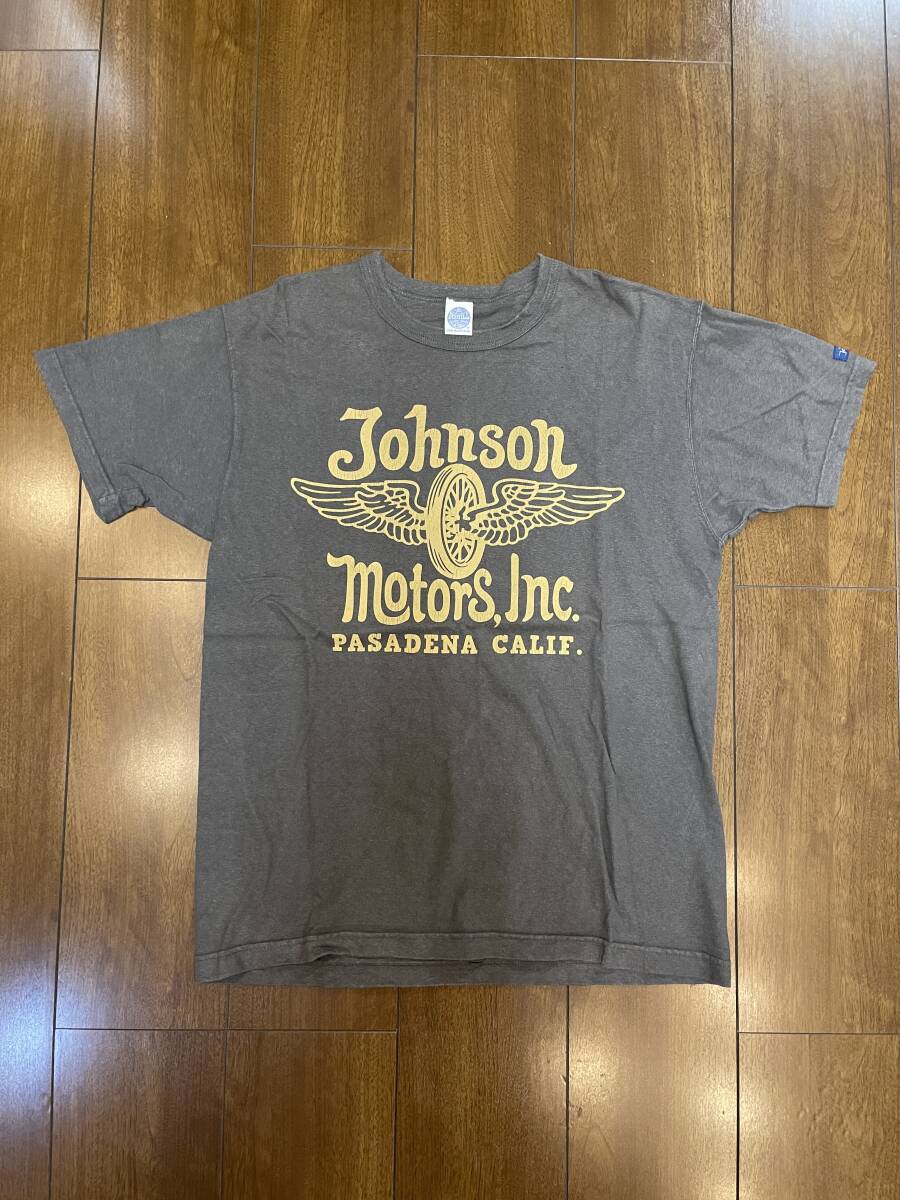 Johnson
Motors, Inc.
PASADENA CALIF.